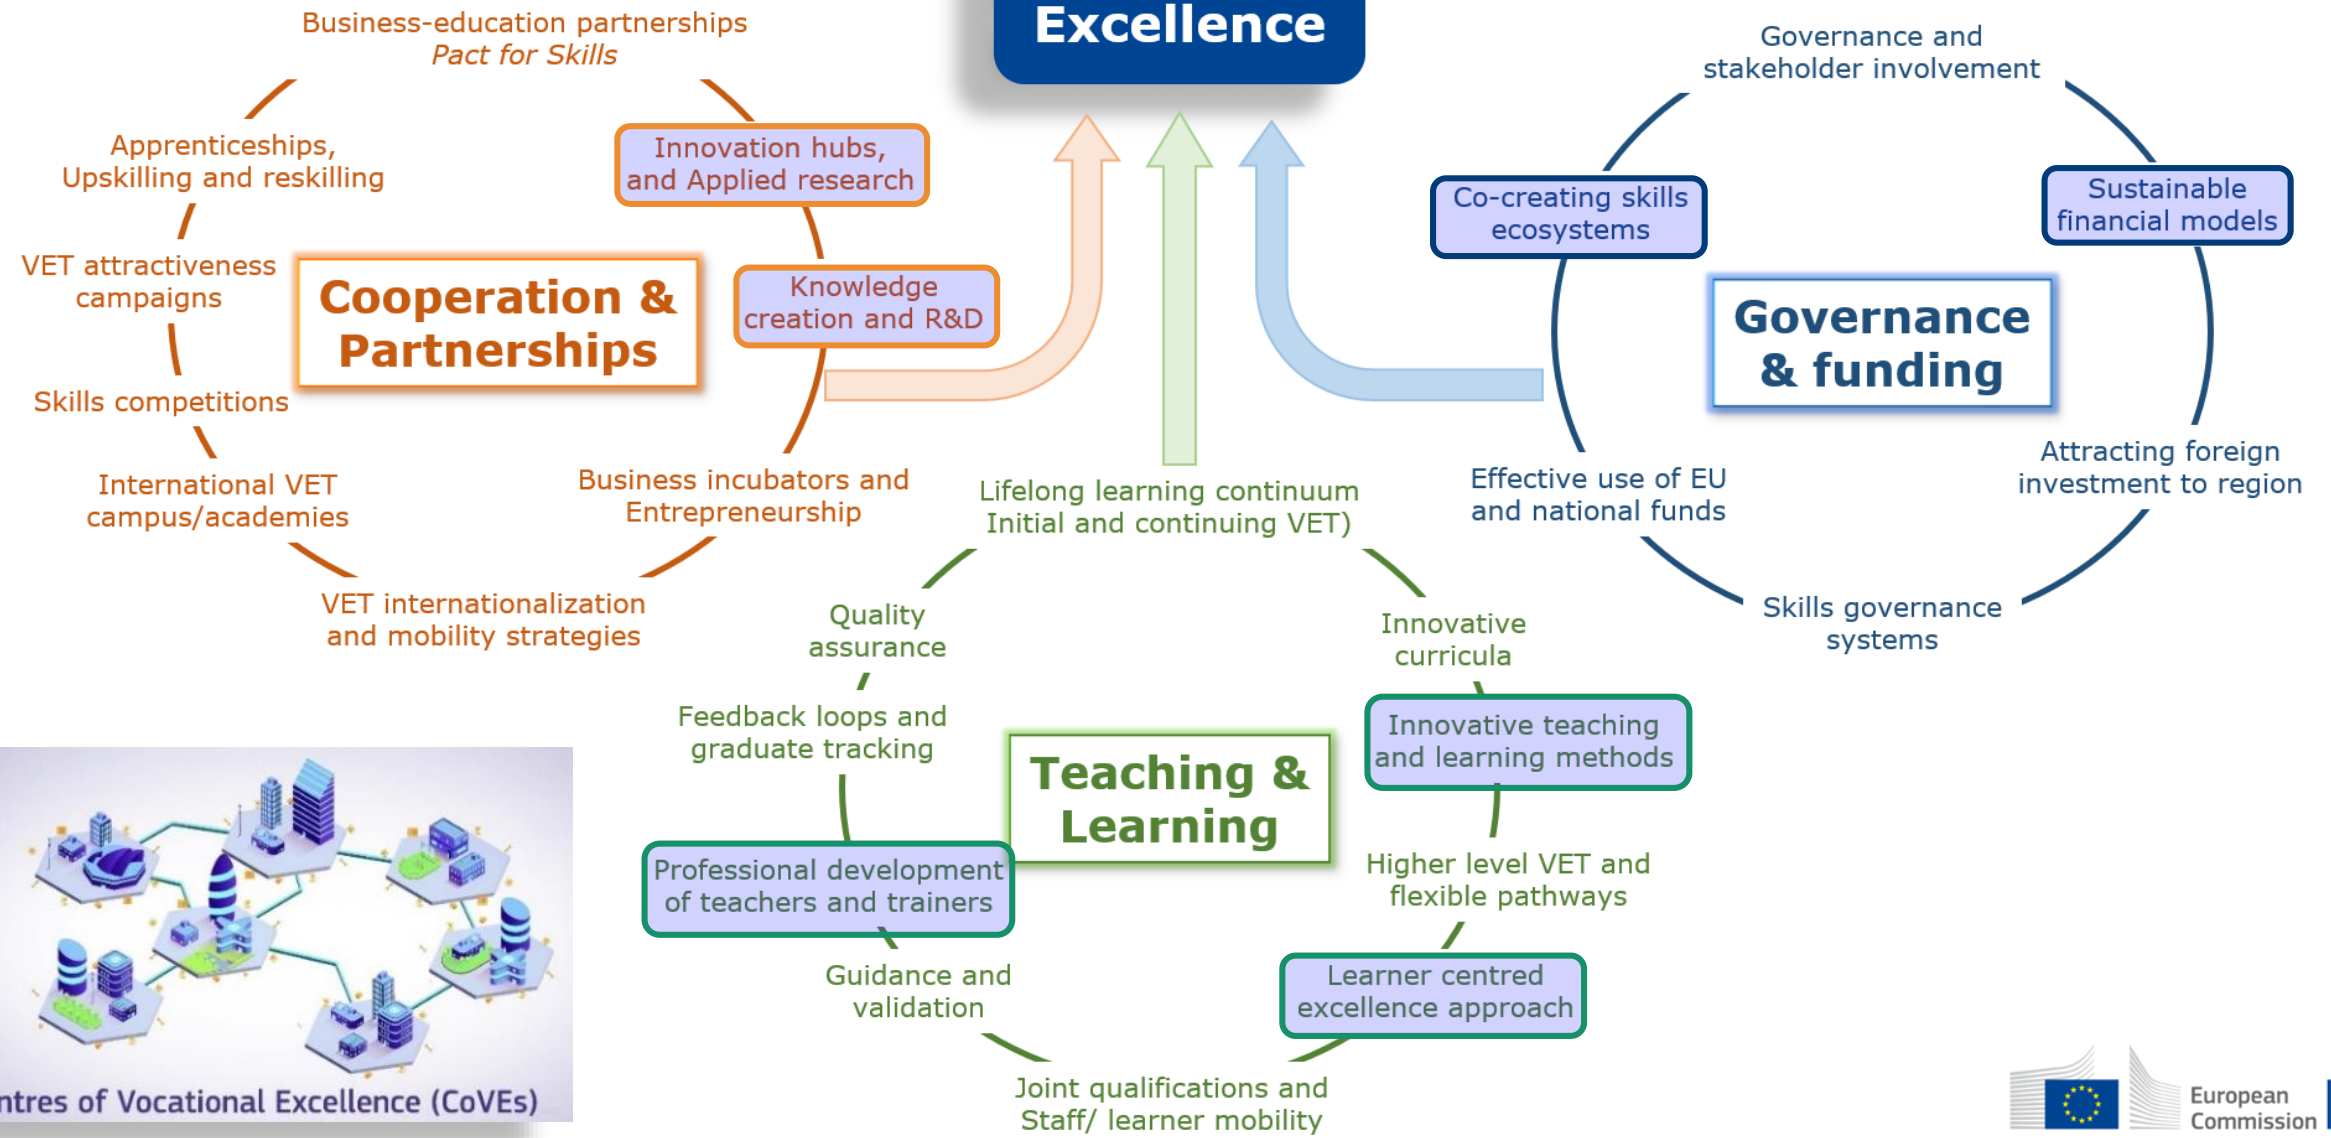 Excellence
Business-education partnerships
Pact for Skills
Innovation hubs,
and Applied research
Knowledge
creation and R&D
Business incubators and
Entrepreneurship
VET internationalization
and mobility strategies
International VET
campus/academies
Skills competitions
VET attractiveness
campaigns
Apprenticeships,
Upskilling and reskilling
Cooperation &
Partnerships
Governance and
stakeholder involvement
Sustainable
financial models
Attracting foreign
investment to region
Skills governance
systems
Effective use of EU
and national funds
Co-creating skills
ecosystems
Governance
& funding
Lifelong learning continuum
Initial and continuing VET)
Innovative
curricula
Innovative teaching
and learning methods
Higher level VET and
flexible pathways
Learner centred
excellence approach
Joint qualifications and
Staff/ learner mobility
Guidance and
validation
Professional development
of teachers and trainers
Feedback loops and
graduate tracking
Quality
assurance
Teaching &
Learning
ntres of Vocational Excellence (CoVEs)
European
Commission